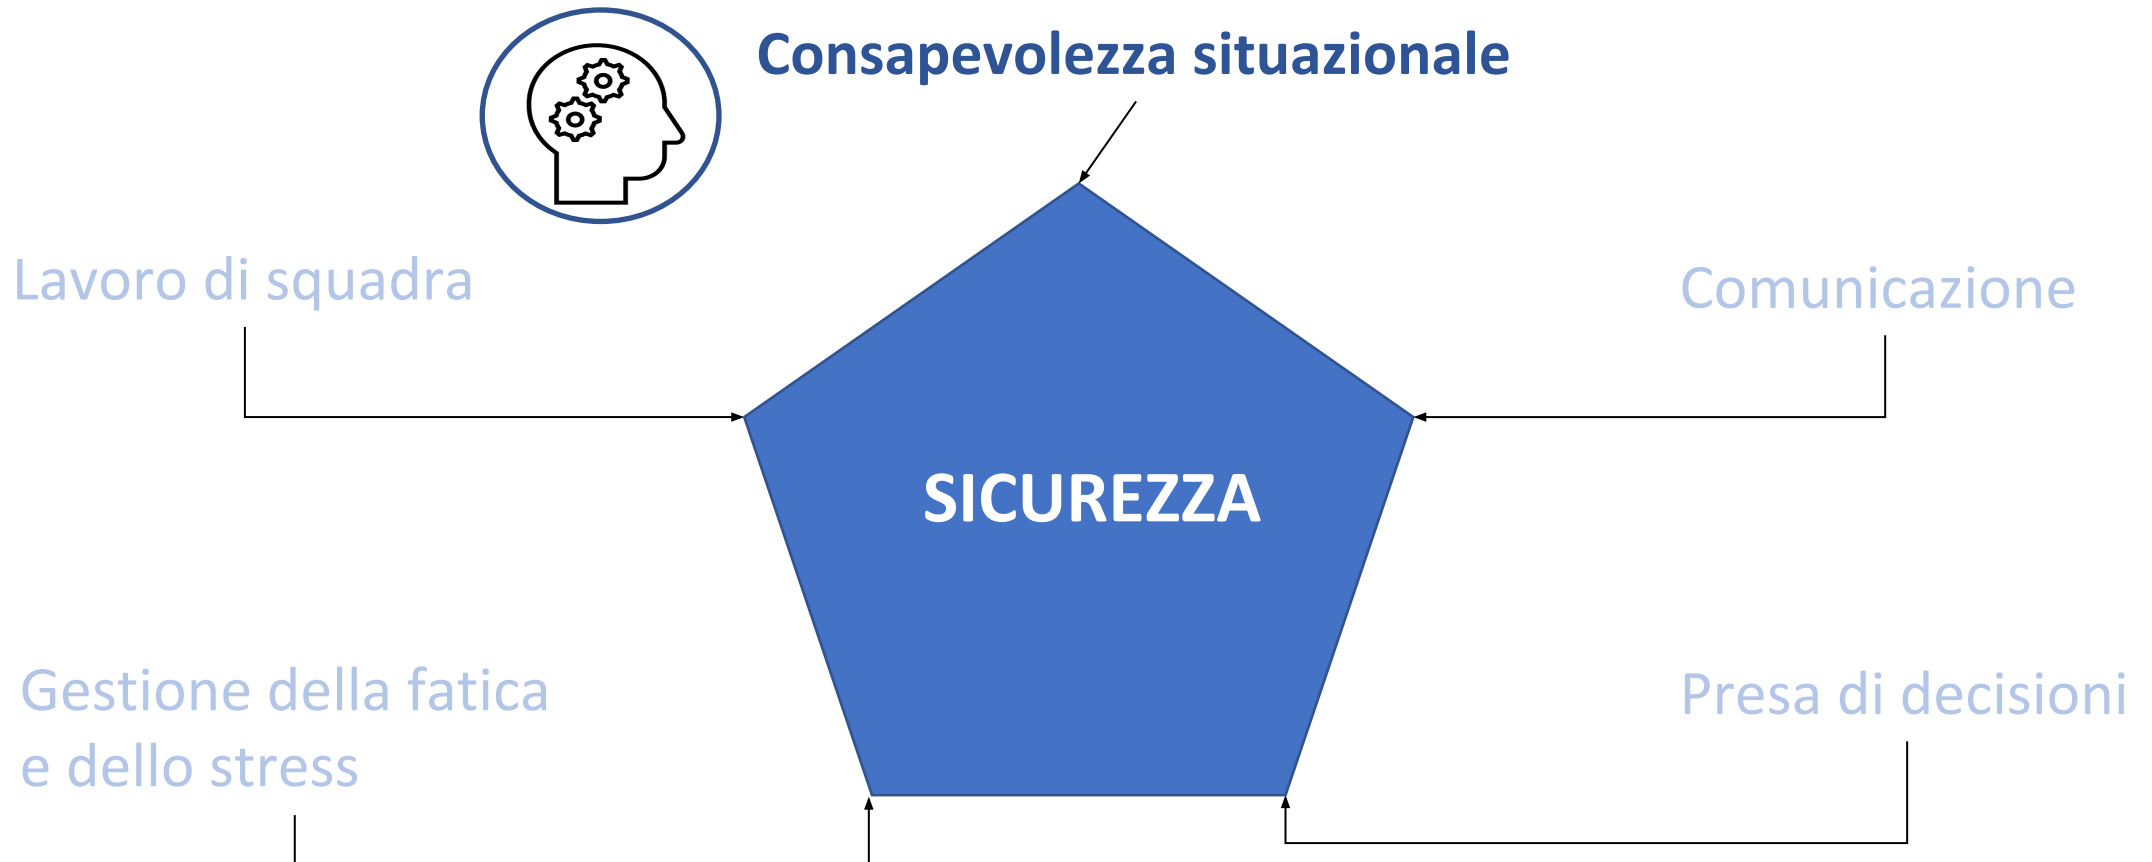 Consapevolezza situazionale
Lavoro di squadra
Comunicazione
SICUREZZA
Gestione della fatica
e dello stress
Presa di decisioni